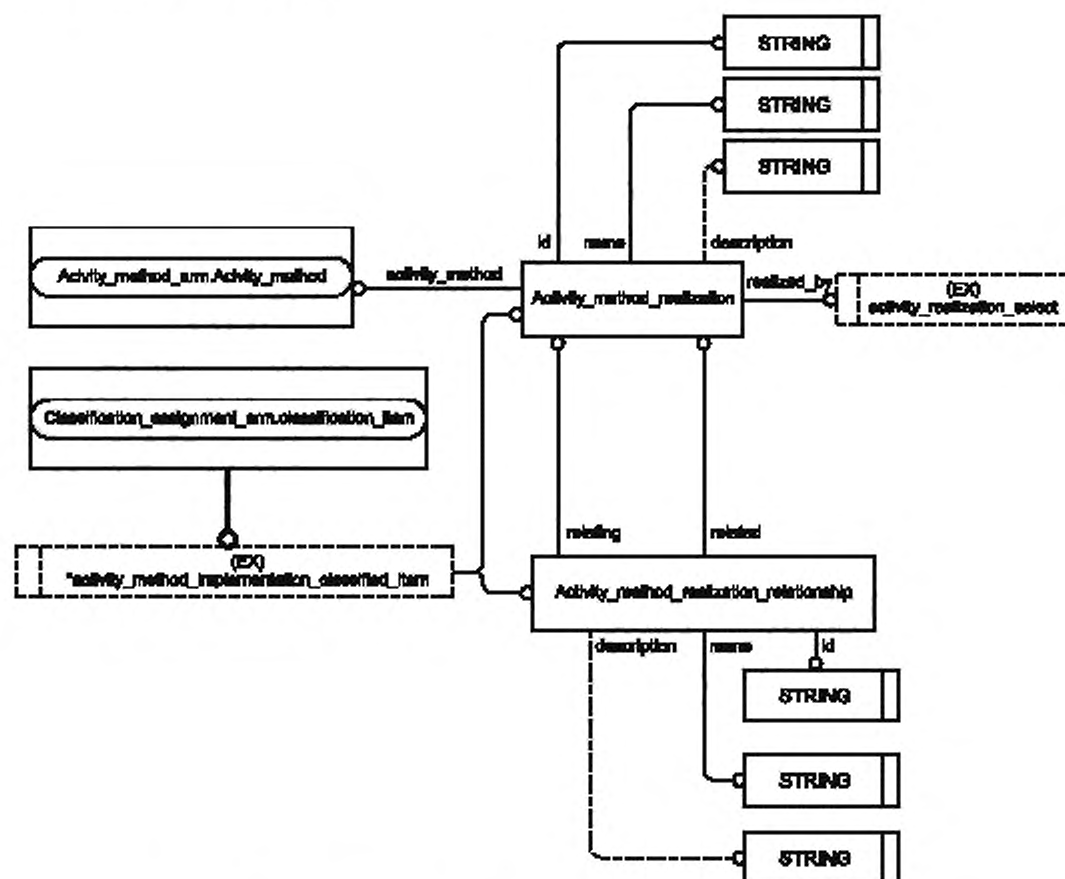 STRING
STRING
STRING
id
name
description
Activity_method_arm.Activity_method
activity_method
Activity_method_realization
realized_by
(EX)
activity_realization_select
Classification_assignment_arm.classification_item
(EX)
*activity_method_implementation_classified_item
relating
related
Activity_method_realization_relationship
description
name
id
STRING
STRING
STRING